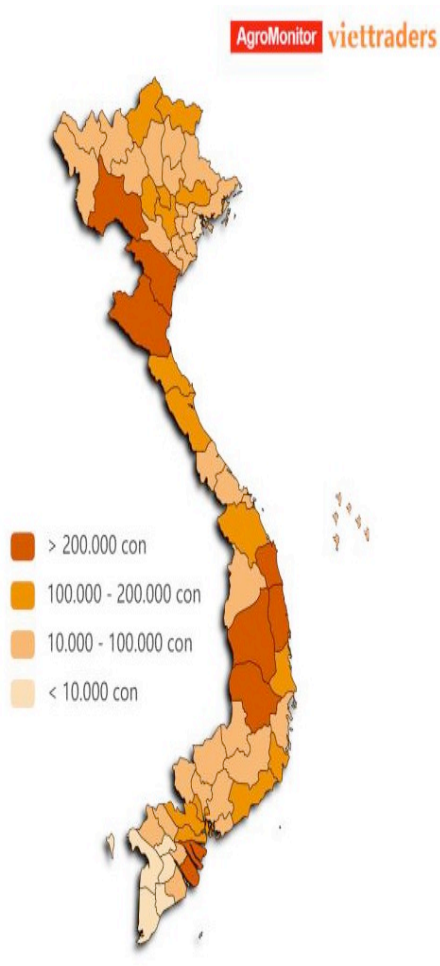 AgroMonitor viettraders
> 200.000 con
100.000 - 200.000 con
10.000 - 100.000 con
< 10.000 con